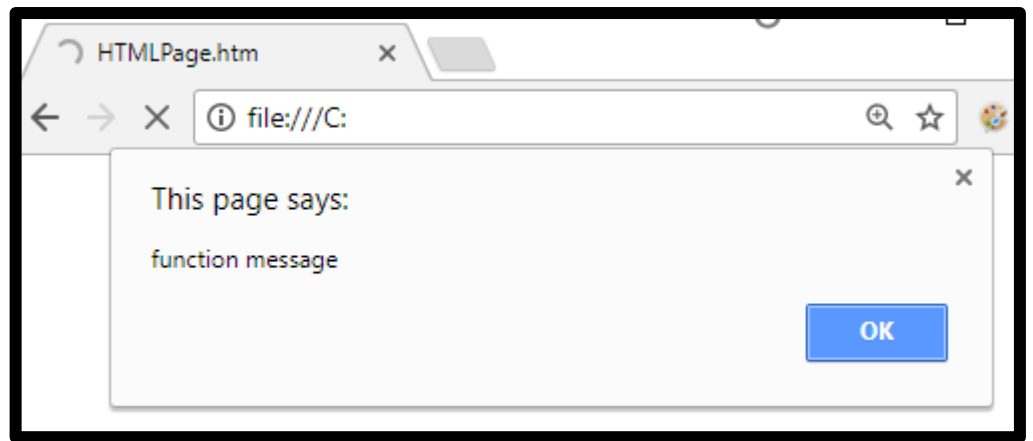 HTMLPage.htm
file:///C:
This page says:
function message
OK